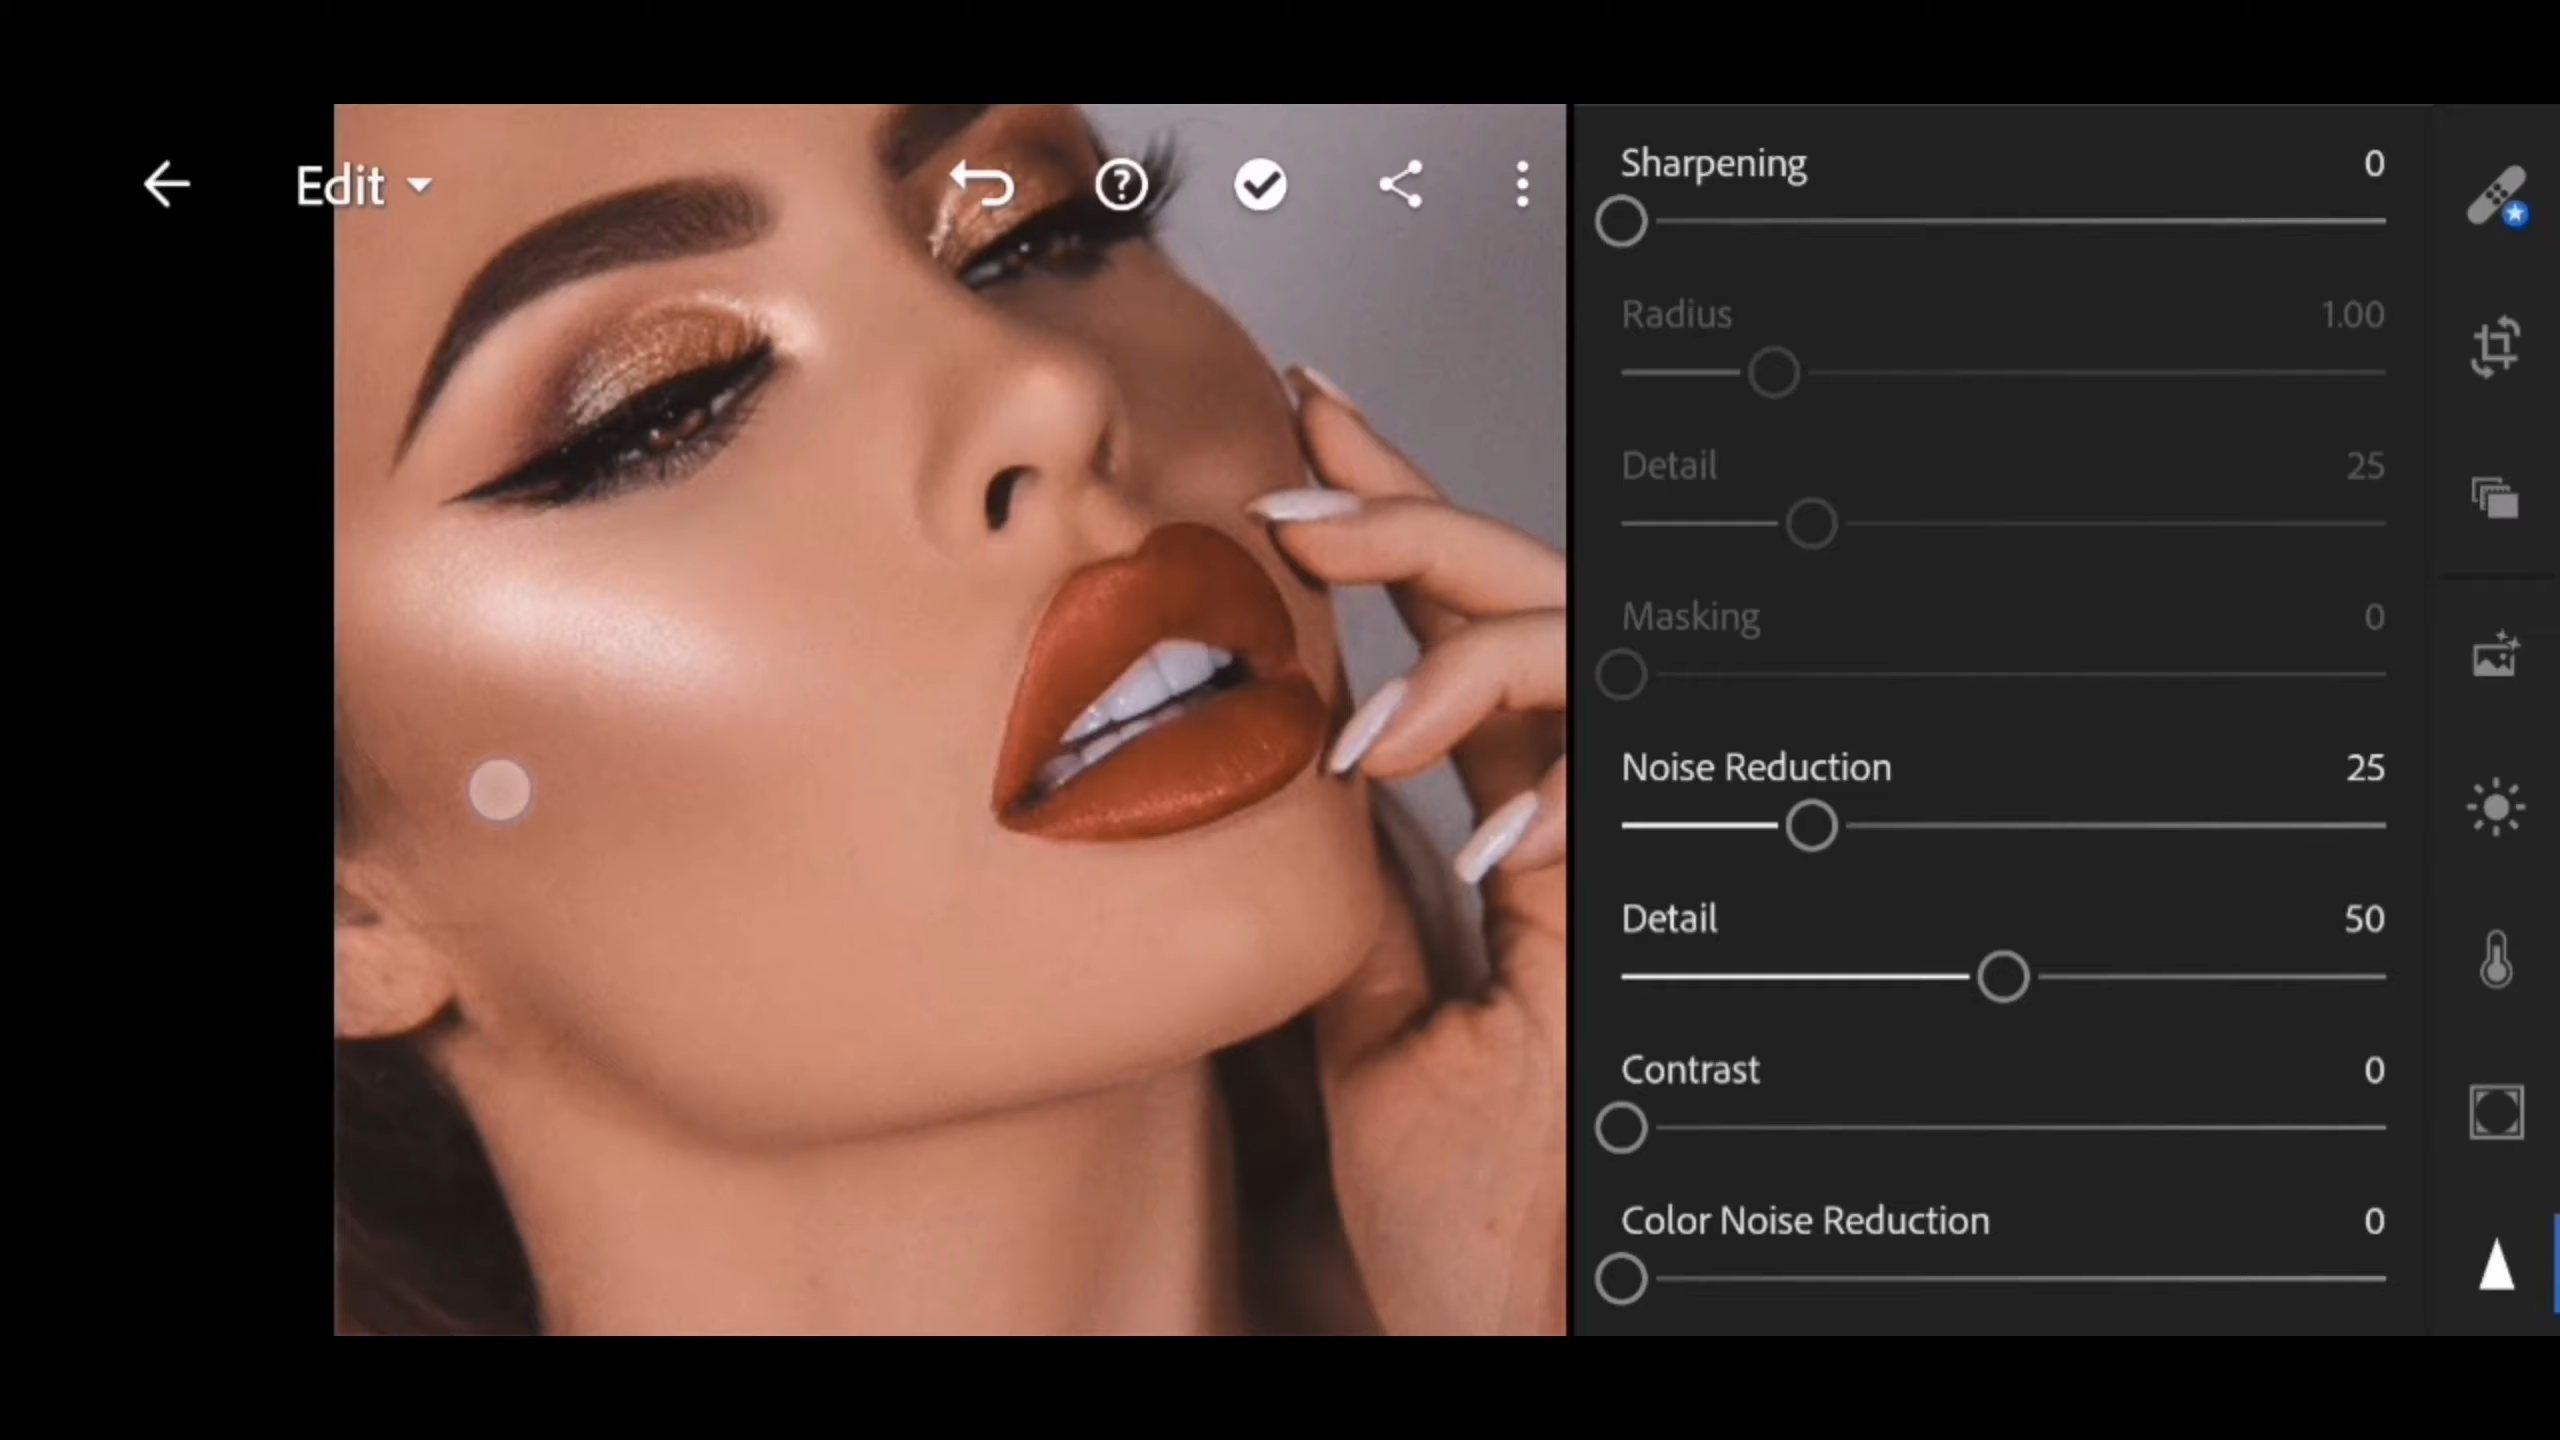 Edit
Sharpening 0
Radius 1.00
Detail 25
Masking 0
Noise Reduction 25
Detail 50
Contrast 0
Color Noise Reduction 0